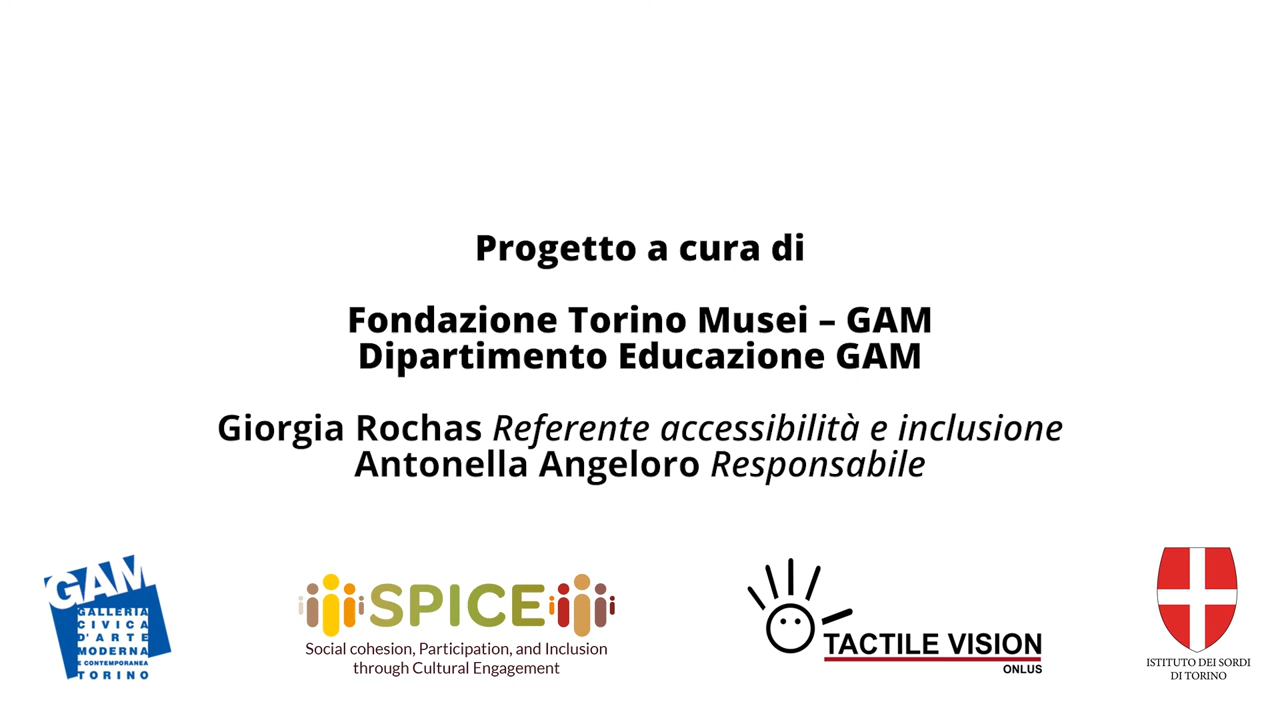 Progetto a cura di
Fondazione Torino Musei – GAM
Dipartimento Educazione GAM
Giorgia Rochas Referente accessibilità e inclusione
Antonella Angeloro Responsabile
GAM
GALLERIA
CIVICA
D'ARTE
MODERNA
E CONTEMPORANEA
TORINO
SPICE
Social cohesion, Participation, and Inclusion
through Cultural Engagement
TACTILE VISION
ONLUS
ISTITUTO DEI SORDI
DI TORINO